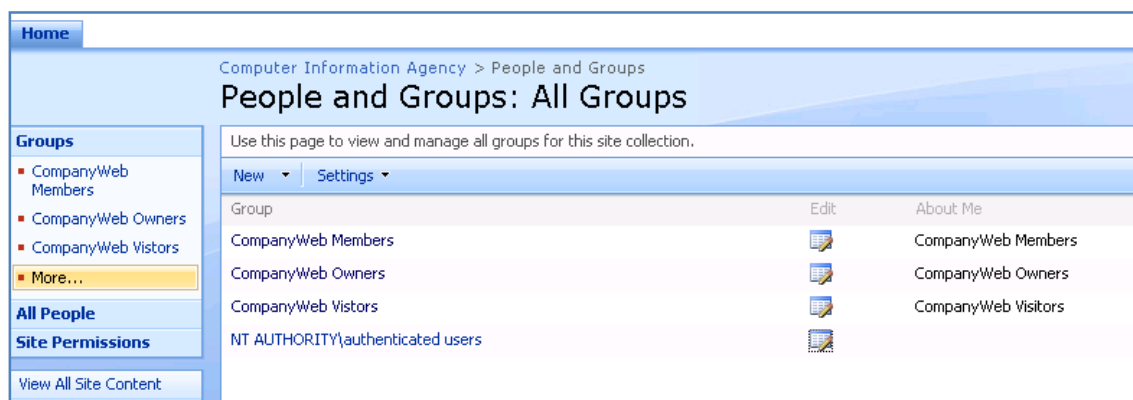 Home
Computer Information Agency > People and Groups
People and Groups: All Groups
Groups
CompanyWeb
Members
CompanyWeb Owners
CompanyWeb Vistors
More...
All People
Site Permissions
View All Site Content
Use this page to view and manage all groups for this site collection.
New Settings
Group Edit About Me
CompanyWeb Members CompanyWeb Members
CompanyWeb Owners CompanyWeb Owners
CompanyWeb Vistors CompanyWeb Visitors
NT AUTHORITY\authenticated users